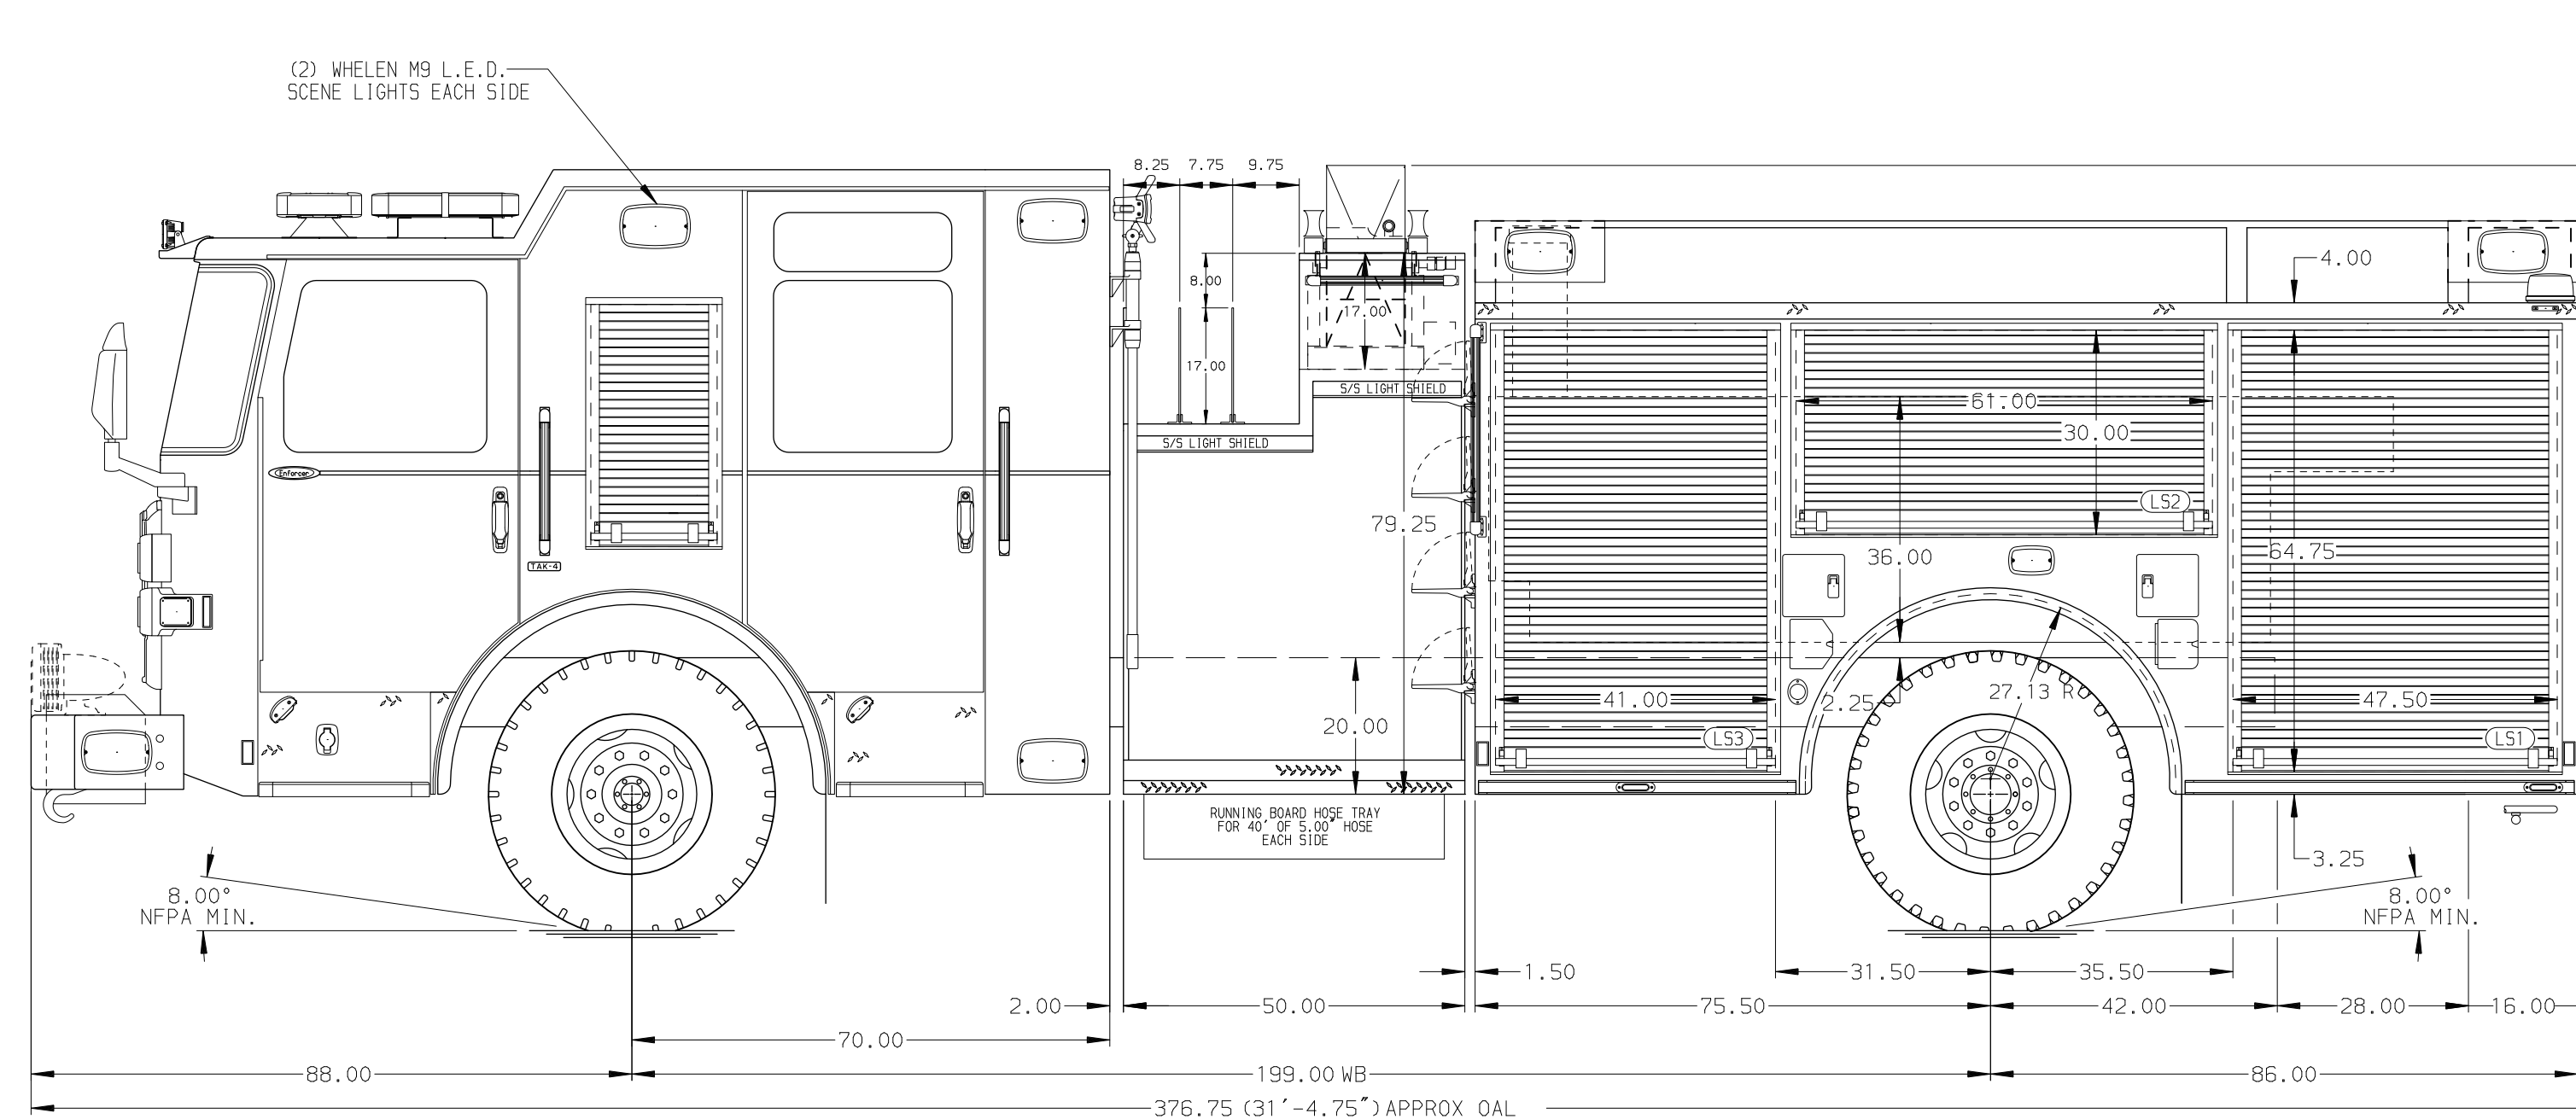 (2) WHELEN M9 L.E.D.
SCENE LIGHTS EACH SIDE
8.25 7.75 9.75
8.00
17.00
17.00
4.00
S/S LIGHT SHIELD
S/S LIGHT SHIELD
61.00
30.00
LS2
Enforcer
79.25
36.00
64.75
TAK-4
27.13 R
2.25
41.00
47.50
20.00
LS3
LS1
RUNNING BOARD HOSE TRAY
FOR 40' OF 5.00" HOSE
EACH SIDE
3.25
8.00°
NFPA MIN.
8.00°
NFPA MIN.
1.50
31.50
35.50
2.00
50.00
75.50
42.00
28.00
16.00
70.00
88.00
199.00 WB
86.00
376.75 (31'-4.75") APPROX OAL